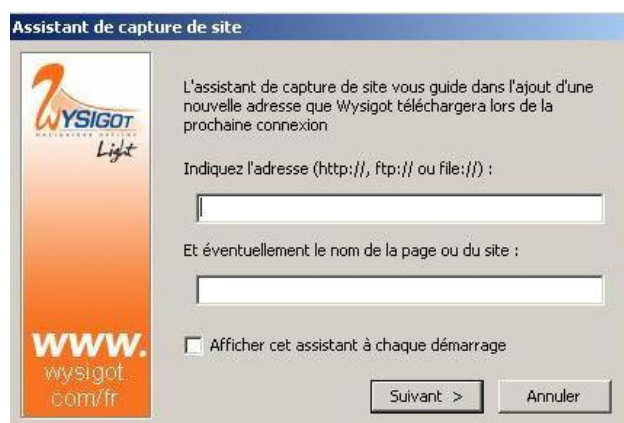 Assistant de capture de site
WYSIGOT
Light
L'assistant de capture de site vous guide dans l'ajout d'une
nouvelle adresse que Wysigot téléchargera lors de la
prochaine connexion
Indiquez l'adresse (http://, ftp:// ou file://) :
Et éventuellement le nom de la page ou du site :
Afficher cet assistant à chaque démarrage
www.
wysigot.
com/fr
Suivant >
Annuler